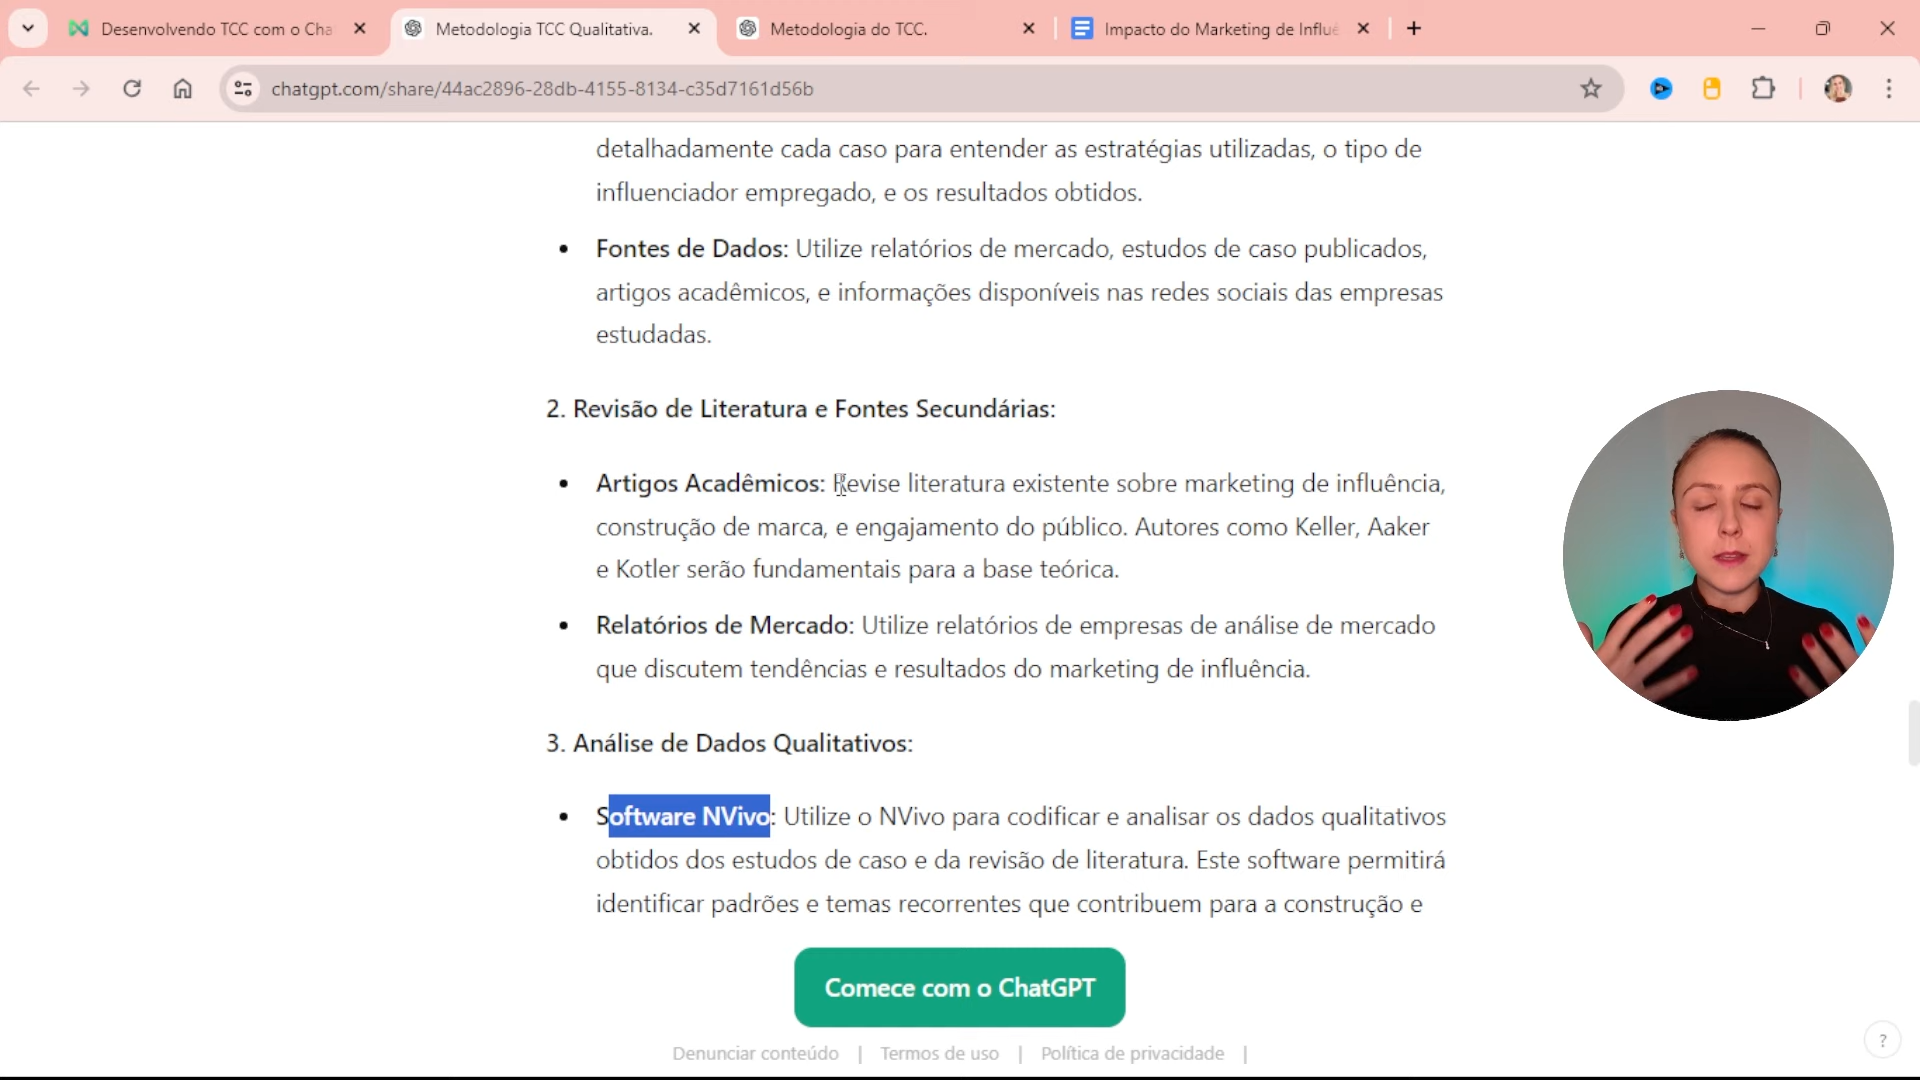 Desenvolvendo TCC com o Cha
Metodologia TCC Qualitativa.
Metodologia do TCC.
Impacto do Marketing de Influê
chatgpt.com/share/44ac2896-28db-4155-8134-c35d7161d56b
detalhadamente cada caso para entender as estratégias utilizadas, o tipo de
influenciador empregado, e os resultados obtidos.
• Fontes de Dados: Utilize relatórios de mercado, estudos de caso publicados,
artigos acadêmicos, e informações disponíveis nas redes sociais das empresas
estudadas.
2. Revisão de Literatura e Fontes Secundárias:
• Artigos Acadêmicos: Revise literatura existente sobre marketing de influência,
construção de marca, e engajamento do público. Autores como Keller, Aaker
e Kotler serão fundamentais para a base teórica.
• Relatórios de Mercado: Utilize relatórios de empresas de análise de mercado
que discutem tendências e resultados do marketing de influência.
3. Análise de Dados Qualitativos:
• Software NVivo: Utilize o NVivo para codificar e analisar os dados qualitativos
obtidos dos estudos de caso e da revisão de literatura. Este software permitirá
identificar padrões e temas recorrentes que contribuem para a construção e
Comece com o ChatGPT
Denunciar conteúdo | Termos de uso | Política de privacidade |
?